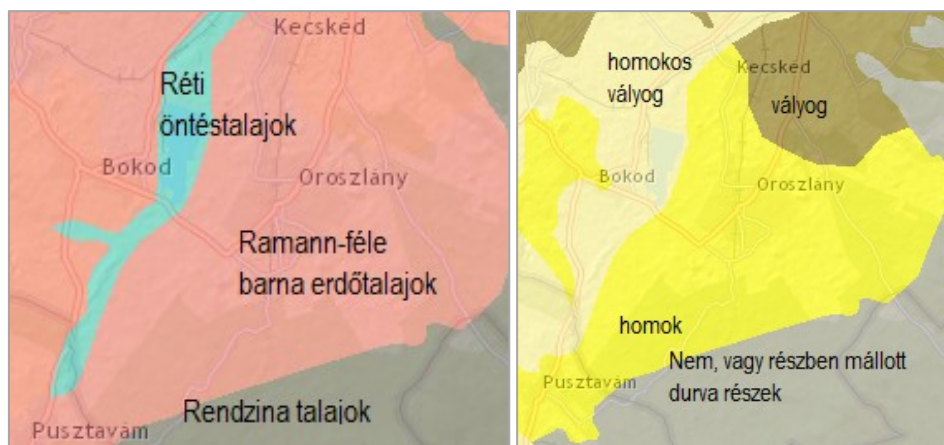 Kecskéd
Réti
öntéstalajok
Bokod
Oroszlány
Ramann-féle
barna erdőtalajok
Rendzina talajok
Pusztavám
homokos
vályog
Kecskéd
vályog
Bokod
Oroszlány
homok
Nem, vagy részben mállott
durva részek
Pusztavám